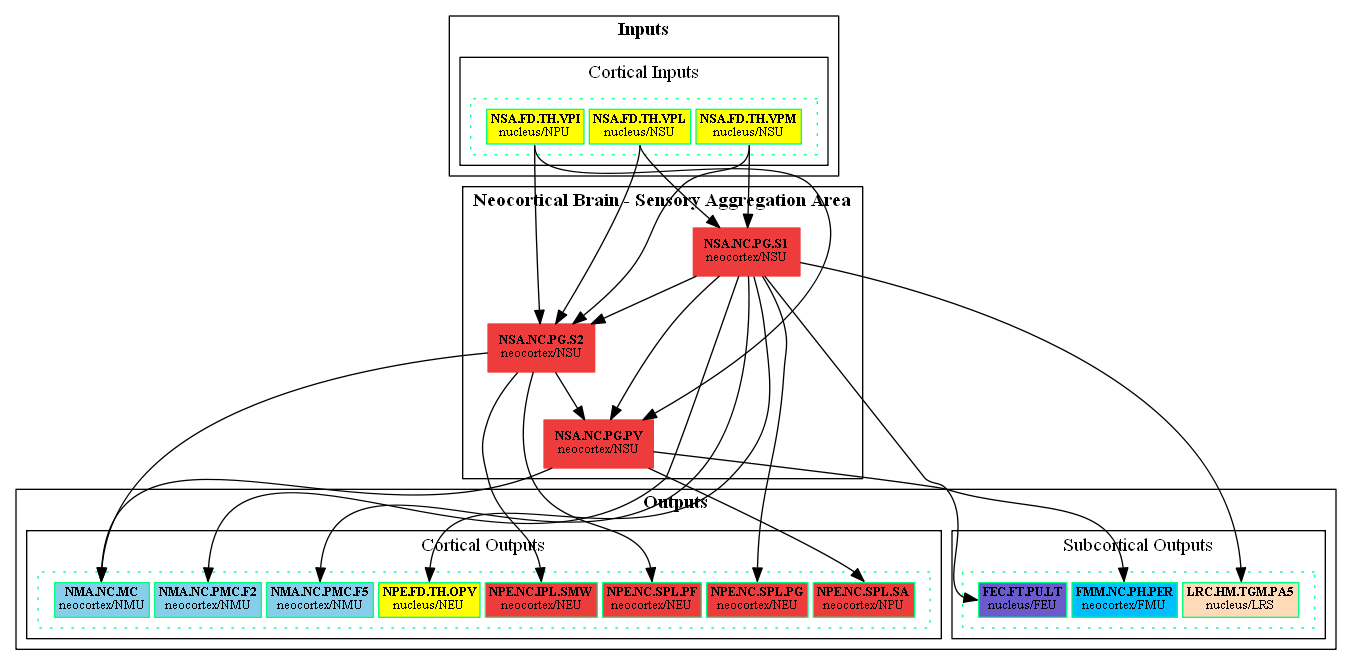 Inputs
Cortical Inputs
NSA.FD.TH.VPI
nucleus/NPU
NSA.FD.TH.VPL
nucleus/NSU
NSA.FD.TH.VPM
nucleus/NSU
Neocortical Brain - Sensory Aggregation Area
NSA.NC.PG.S1
neocortex/NSU
NSA.NC.PG.S2
neocortex/NSU
NSA.NC.PG.PV
neocortex/NSU
Outputs
Cortical Outputs
NMA.NC.MC
neocortex/NMU
NMA.NC.PMC.F2
neocortex/NMU
NMA.NC.PMC.F5
neocortex/NMU
NPE.FD.TH.OPV
nucleus/NEU
NPE.NC.IPL.SMW
neocortex/NEU
NPE.NC.SPL.PF
neocortex/NEU
NPE.NC.SPL.PG
neocortex/NEU
NPE.NC.SPL.SA
neocortex/NPU
Subcortical Outputs
FEC.FT.PU.LT
nucleus/FEU
FMM.NC.PH.PER
neocortex/FMU
LRC.HM.TGM.PA5
nucleus/LRS